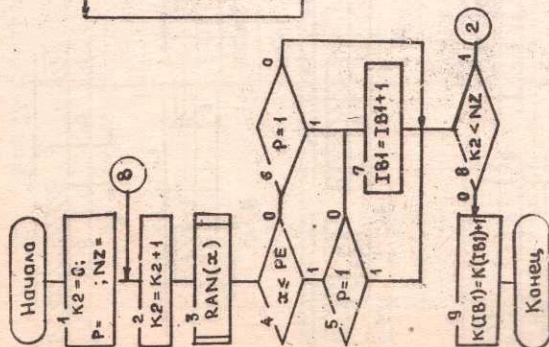 Начало
1
K2=0;
P= ; NZ=
8
2
K2=K2+1
3
RAN(x)
4
x≤PE
0
1
5
P=1
0
1
6
P=1
0
1
7
IB1=IB1+1
8
K2<NZ
1
2
0
9
K(IB1)=K(IB1)+1
Конец